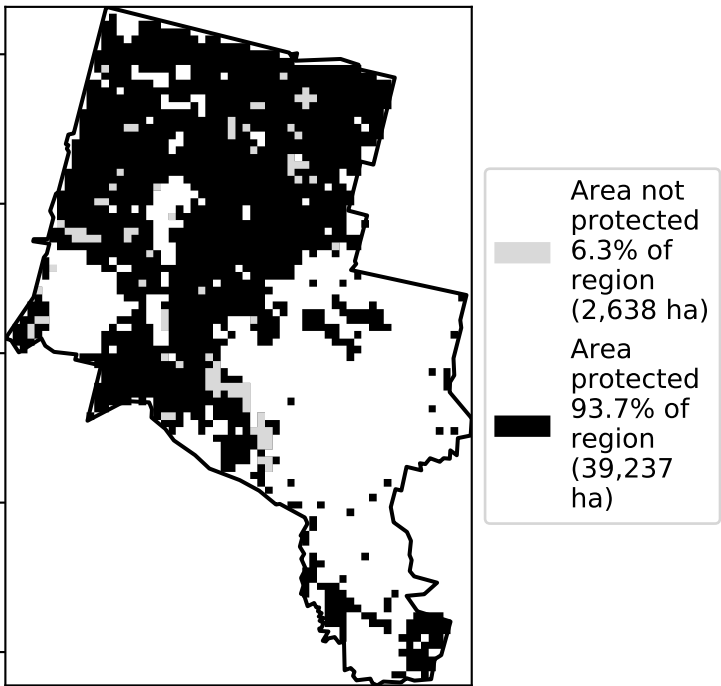 Area not
protected
6.3% of
region
(2,638 ha)
Area
protected
93.7% of
region
(39,237
ha)